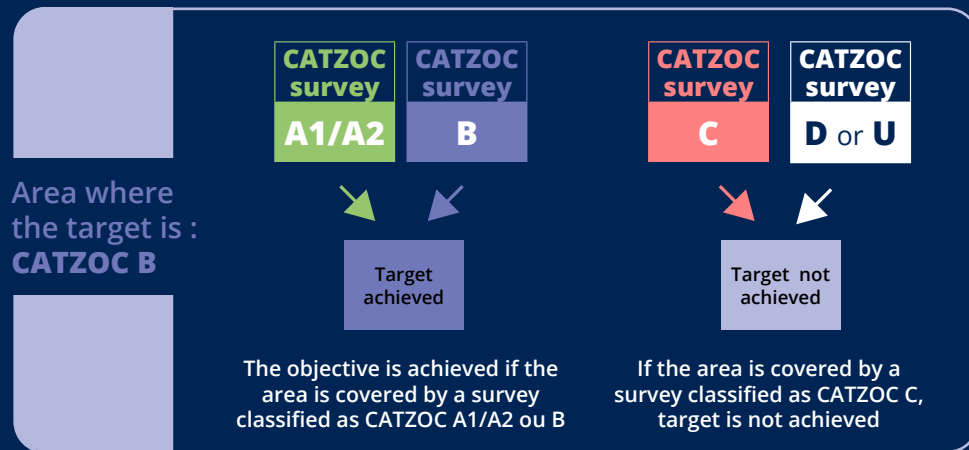 Area where
the target is :
CATZOC B
CATZOC
survey
A1/A2
CATZOC
survey
B
Target
achieved
The objective is achieved if the
area is covered by a survey
classified as CATZOC A1/A2 ou B
CATZOC
survey
C
CATZOC
survey
D or U
Target not
achieved
If the area is covered by a
survey classified as CATZOC C,
target is not achieved